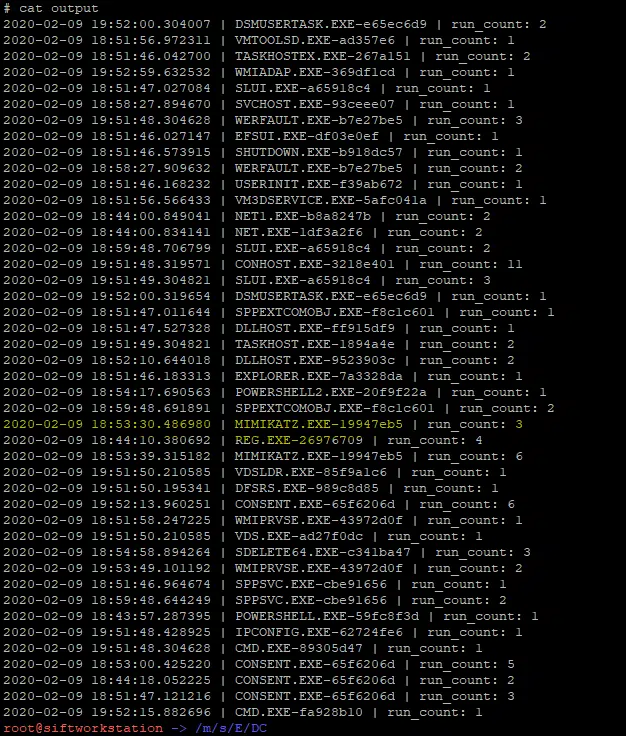 # cat output
2020-02-09 19:52:00.304007 | DSMUSERTASK.EXE-e65ec6d9 | run_count: 2
2020-02-09 18:51:56.972311 | VMTOOLSD.EXE-ad357e6 | run_count: 1
2020-02-09 18:51:46.042700 | TASKHOSTEX.EXE-267a151 | run_count: 2
2020-02-09 19:52:59.632532 | WMIADAP.EXE-369df1cd | run_count: 1
2020-02-09 18:51:47.027084 | SLUI.EXE-a65918c4 | run_count: 1
2020-02-09 18:58:27.894670 | SVCHOST.EXE-93ceee07 | run_count: 1
2020-02-09 19:51:48.304628 | WERFAULT.EXE-b7e27be5 | run_count: 3
2020-02-09 18:51:46.027147 | EFSUI.EXE-df03e0ef | run_count: 1
2020-02-09 18:51:46.573915 | SHUTDOWN.EXE-b918dc57 | run_count: 1
2020-02-09 18:58:27.909632 | WERFAULT.EXE-b7e27be5 | run_count: 2
2020-02-09 18:51:46.168232 | USERINIT.EXE-f39ab672 | run_count: 1
2020-02-09 18:51:56.566433 | VM3DSERVICE.EXE-5afc041a | run_count: 1
2020-02-09 18:44:00.849041 | NET1.EXE-b8a8247b | run_count: 2
2020-02-09 18:44:00.834141 | NET.EXE-1df3a2f6 | run_count: 2
2020-02-09 18:59:48.706799 | SLUI.EXE-a65918c4 | run_count: 2
2020-02-09 19:51:48.319571 | CONHOST.EXE-3218e401 | run_count: 11
2020-02-09 19:51:49.304821 | SLUI.EXE-a65918c4 | run_count: 3
2020-02-09 19:52:00.319654 | DSMUSERTASK.EXE-e65ec6d9 | run_count: 1
2020-02-09 18:51:47.011644 | SPPEXTCOMOBJ.EXE-f8c1c601 | run_count: 1
2020-02-09 18:51:47.527328 | DLLHOST.EXE-ff915df9 | run_count: 1
2020-02-09 19:51:49.304821 | TASKHOST.EXE-1894a4e | run_count: 2
2020-02-09 19:52:10.644018 | DLLHOST.EXE-9523903c | run_count: 2
2020-02-09 18:51:46.183313 | EXPLORER.EXE-7a3328da | run_count: 1
2020-02-09 18:54:17.690563 | POWERSHELL2.EXE-20f9f22a | run_count: 1
2020-02-09 18:59:48.691891 | SPPEXTCOMOBJ.EXE-f8c1c601 | run_count: 2
2020-02-09 18:53:30.486980 | MIMIKATZ.EXE-19947eb5 | run_count: 3
2020-02-09 18:44:10.380692 | REG.EXE-26976709 | run_count: 4
2020-02-09 18:53:39.315182 | MIMIKATZ.EXE-19947eb5 | run_count: 6
2020-02-09 19:51:50.210585 | VDSLDR.EXE-85f9a1c6 | run_count: 1
2020-02-09 19:51:50.195341 | DFSRS.EXE-989c8d85 | run_count: 1
2020-02-09 19:52:13.960251 | CONSENT.EXE-65f6206d | run_count: 6
2020-02-09 18:51:58.247225 | WMIPRVSE.EXE-43972d0f | run_count: 1
2020-02-09 19:51:50.210585 | VDS.EXE-ad27f0dc | run_count: 1
2020-02-09 18:54:58.894264 | SDELETE64.EXE-c341ba47 | run_count: 3
2020-02-09 19:53:49.101192 | WMIPRVSE.EXE-43972d0f | run_count: 2
2020-02-09 18:51:46.964674 | SPPSVC.EXE-cbe91656 | run_count: 1
2020-02-09 18:59:48.644249 | SPPSVC.EXE-cbe91656 | run_count: 2
2020-02-09 18:43:57.287395 | POWERSHELL.EXE-59fc8f3d | run_count: 1
2020-02-09 19:51:48.428925 | IPCONFIG.EXE-62724fe6 | run_count: 1
2020-02-09 19:51:48.304628 | CMD.EXE-89305d47 | run_count: 1
2020-02-09 18:53:00.425220 | CONSENT.EXE-65f6206d | run_count: 5
2020-02-09 18:44:18.052225 | CONSENT.EXE-65f6206d | run_count: 2
2020-02-09 18:51:47.121216 | CONSENT.EXE-65f6206d | run_count: 3
2020-02-09 19:52:15.882696 | CMD.EXE-fa928b10 | run_count: 1
root@siftworkstation -> /m/s/E/DC